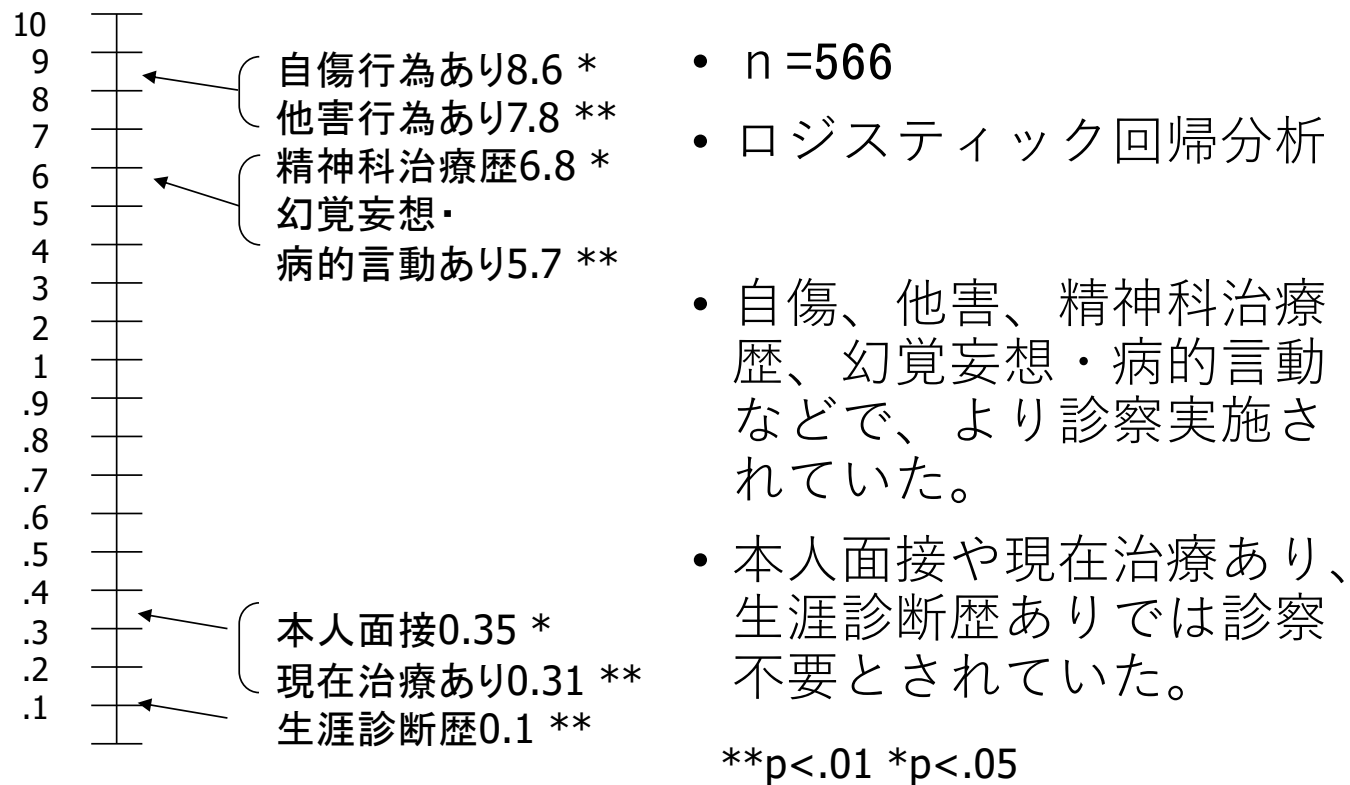 10
9
8
7
6
5
4
3
2
1
.9
.8
.7
.6
.5
.4
.3
.2
.1
自傷行為あり8.6 *
他害行為あり7.8 **
精神科治療歴6.8 *
幻覚妄想・
病的言動あり5.7 **
本人面接0.35 *
現在治療あり0.31 **
生涯診断歴0.1 **
• ｎ=566
• ロジスティック回帰分析
• 自傷、他害、精神科治療
歴、幻覚妄想・病的言動
などで、より診察実施さ
れていた。
• 本人面接や現在治療あり、
生涯診断歴ありでは診察
不要とされていた。
**p<.01 *p<.05